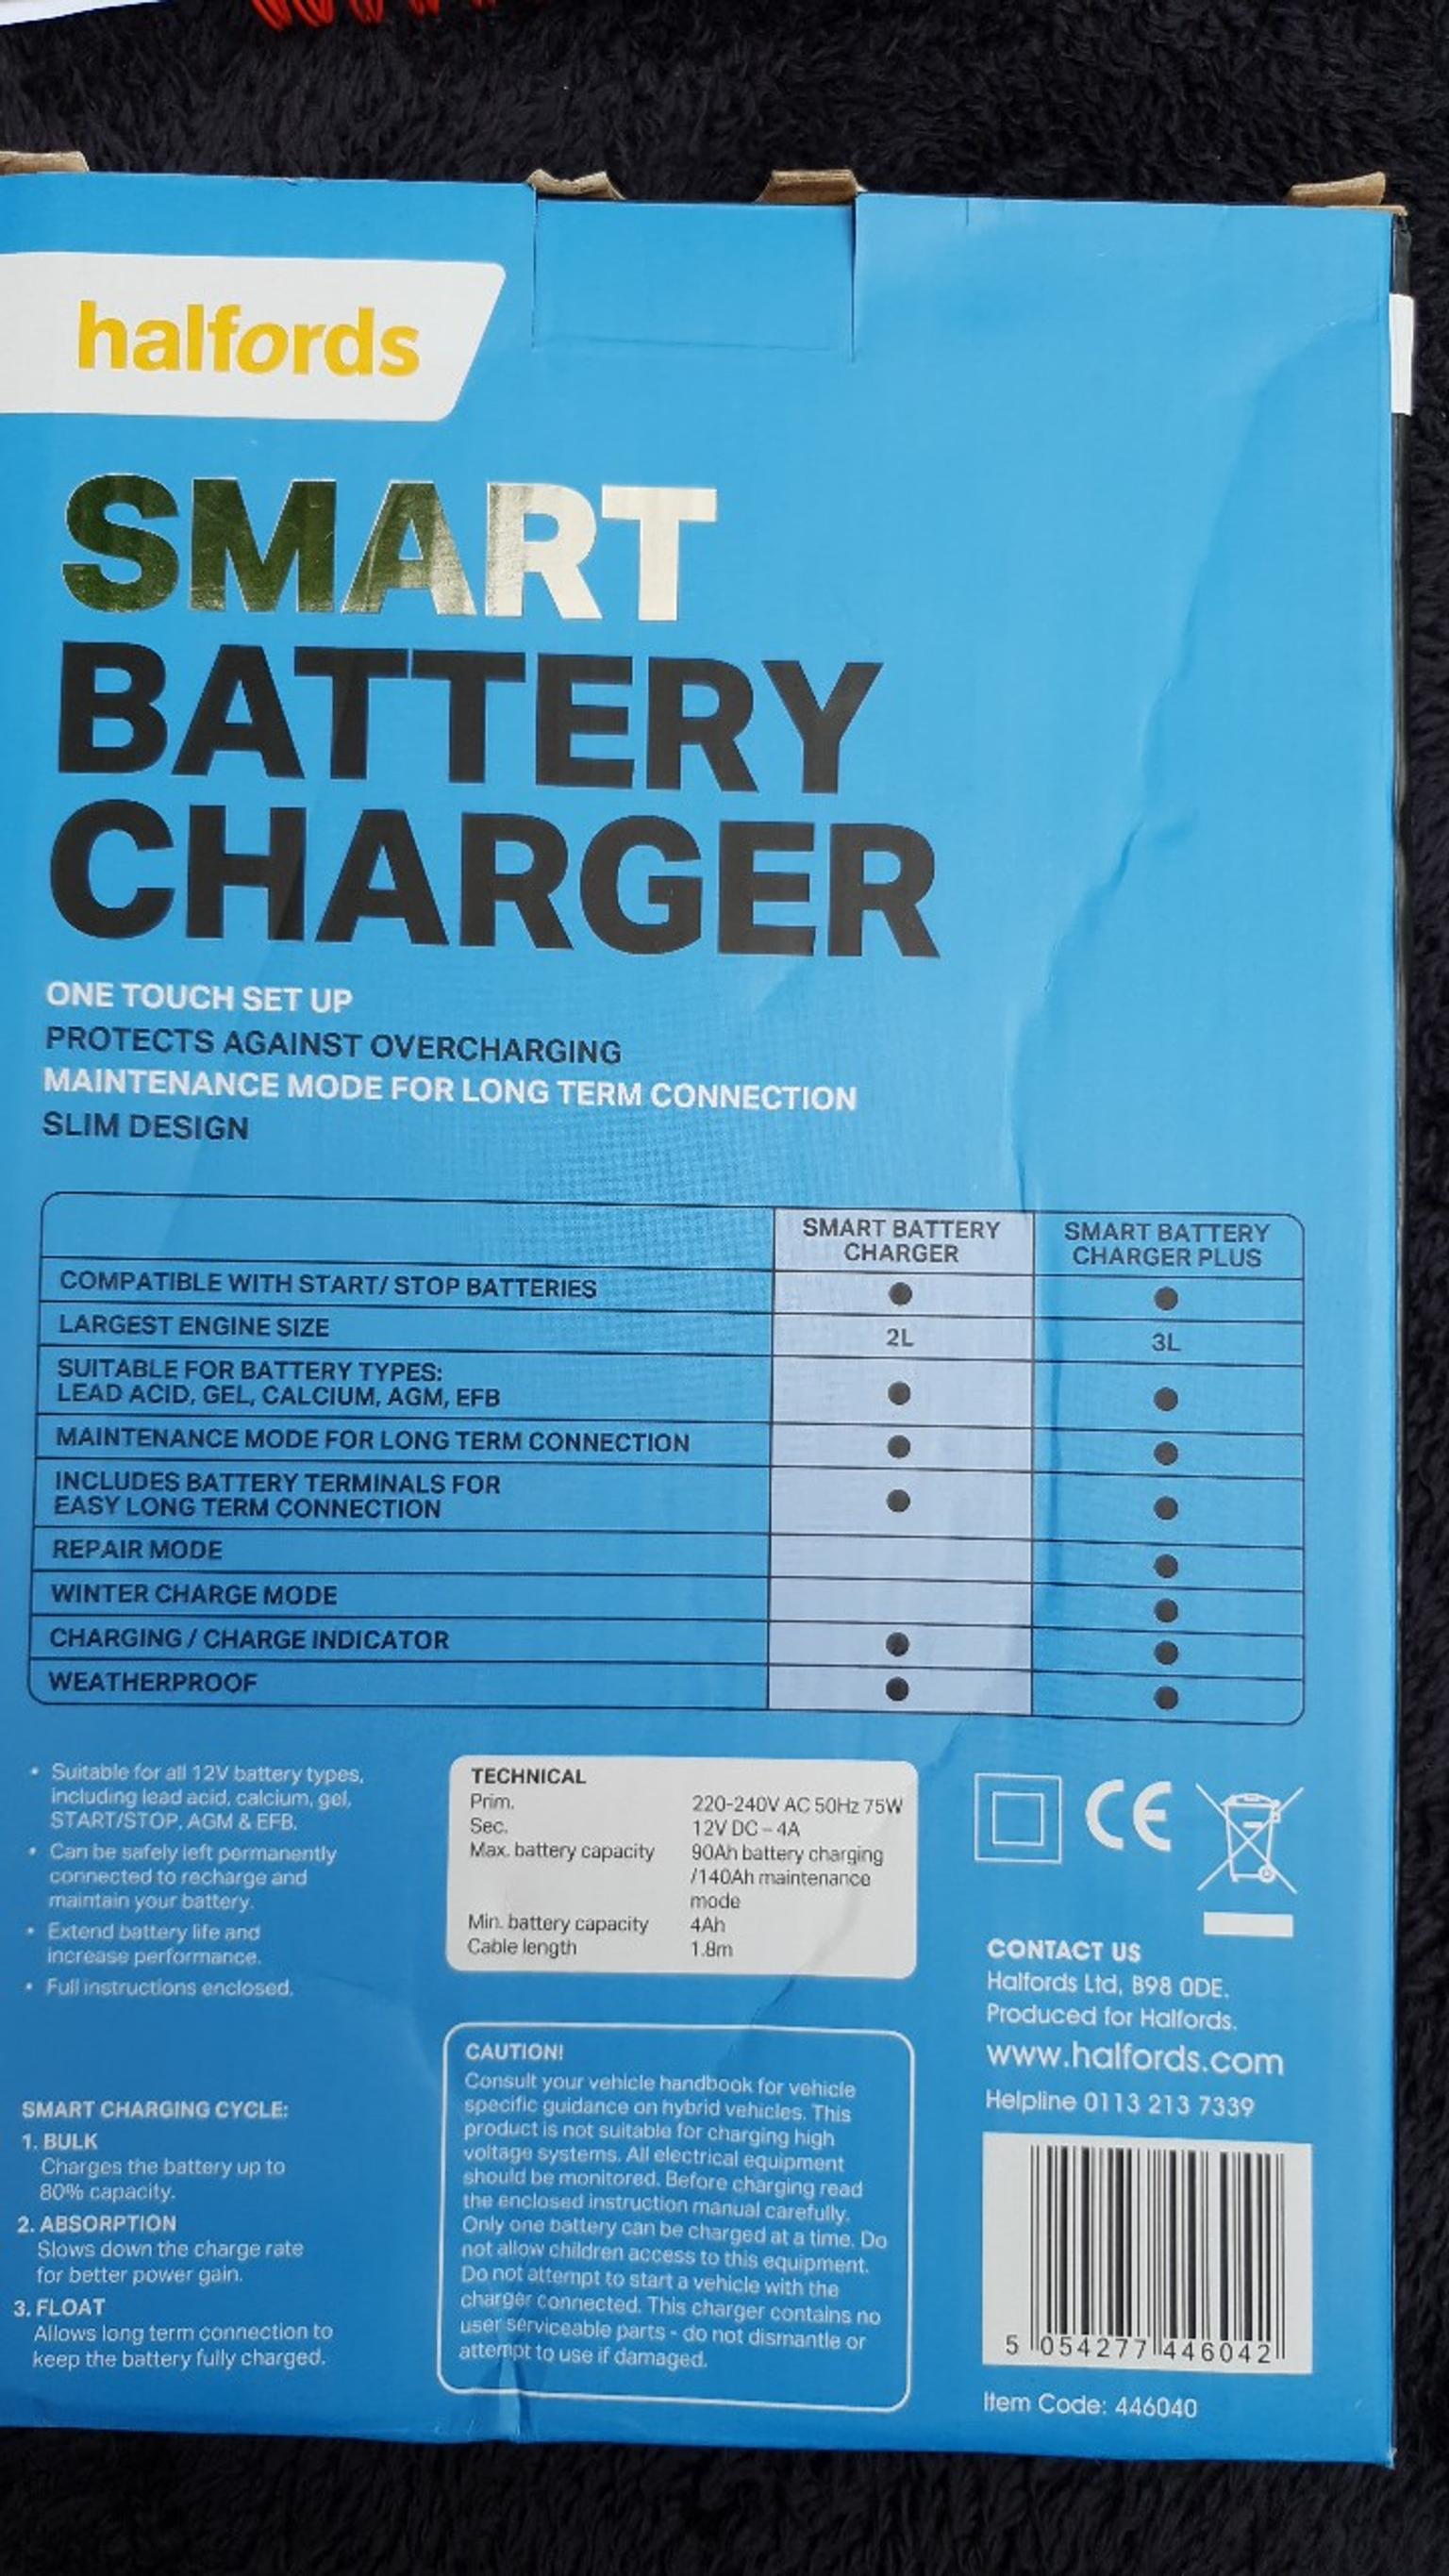 halfords
SMART
BATTERY
CHARGER
ONE TOUCH SET UP
PROTECTS AGAINST OVERCHARGING
MAINTENANCE MODE FOR LONG TERM CONNECTION
SLIM DESIGN
SMART BATTERY
CHARGER
SMART BATTERY
CHARGER PLUS
COMPATIBLE WITH START/ STOP BATTERIES
LARGEST ENGINE SIZE
2L
3L
SUITABLE FOR BATTERY TYPES:
LEAD ACID, GEL, CALCIUM, AGM, EFB
MAINTENANCE MODE FOR LONG TERM CONNECTION
INCLUDES BATTERY TERMINALS FOR
EASY LONG TERM CONNECTION
REPAIR MODE
WINTER CHARGE MODE
CHARGING / CHARGE INDICATOR
WEATHERPROOF
• Suitable for all 12V battery types,
including lead acid, calcium, gel,
START/STOP, AGM & EFB.
• Can be safely left permanently
connected to recharge and
maintain your battery.
• Extend battery life and
increase performance.
• Full instructions enclosed.
SMART CHARGING CYCLE:
1. BULK
Charges the battery up to
80% capacity.
2. ABSORPTION
Slows down the charge rate
for better power gain.
3. FLOAT
Allows long term connection to
keep the battery fully charged.
TECHNICAL
Prim. 220-240V AC 50Hz 75W
Sec. 12V DC – 4A
Max. battery capacity 90Ah battery charging
/140Ah maintenance
mode
Min. battery capacity 4Ah
Cable length 1.8m
CAUTION!
Consult your vehicle handbook for vehicle
specific guidance on hybrid vehicles. This
product is not suitable for charging high
voltage systems. All electrical equipment
should be monitored. Before charging read
the enclosed instruction manual carefully.
Only one battery can be charged at a time. Do
not allow children access to this equipment.
Do not attempt to start a vehicle with the
charger connected. This charger contains no
user serviceable parts - do not dismantle or
attempt to use if damaged.
CE
CONTACT US
Halfords Ltd, B98 0DE.
Produced for Halfords.
www.halfords.com
Helpline 0113 213 7339
5 054277 446042
Item Code: 446040